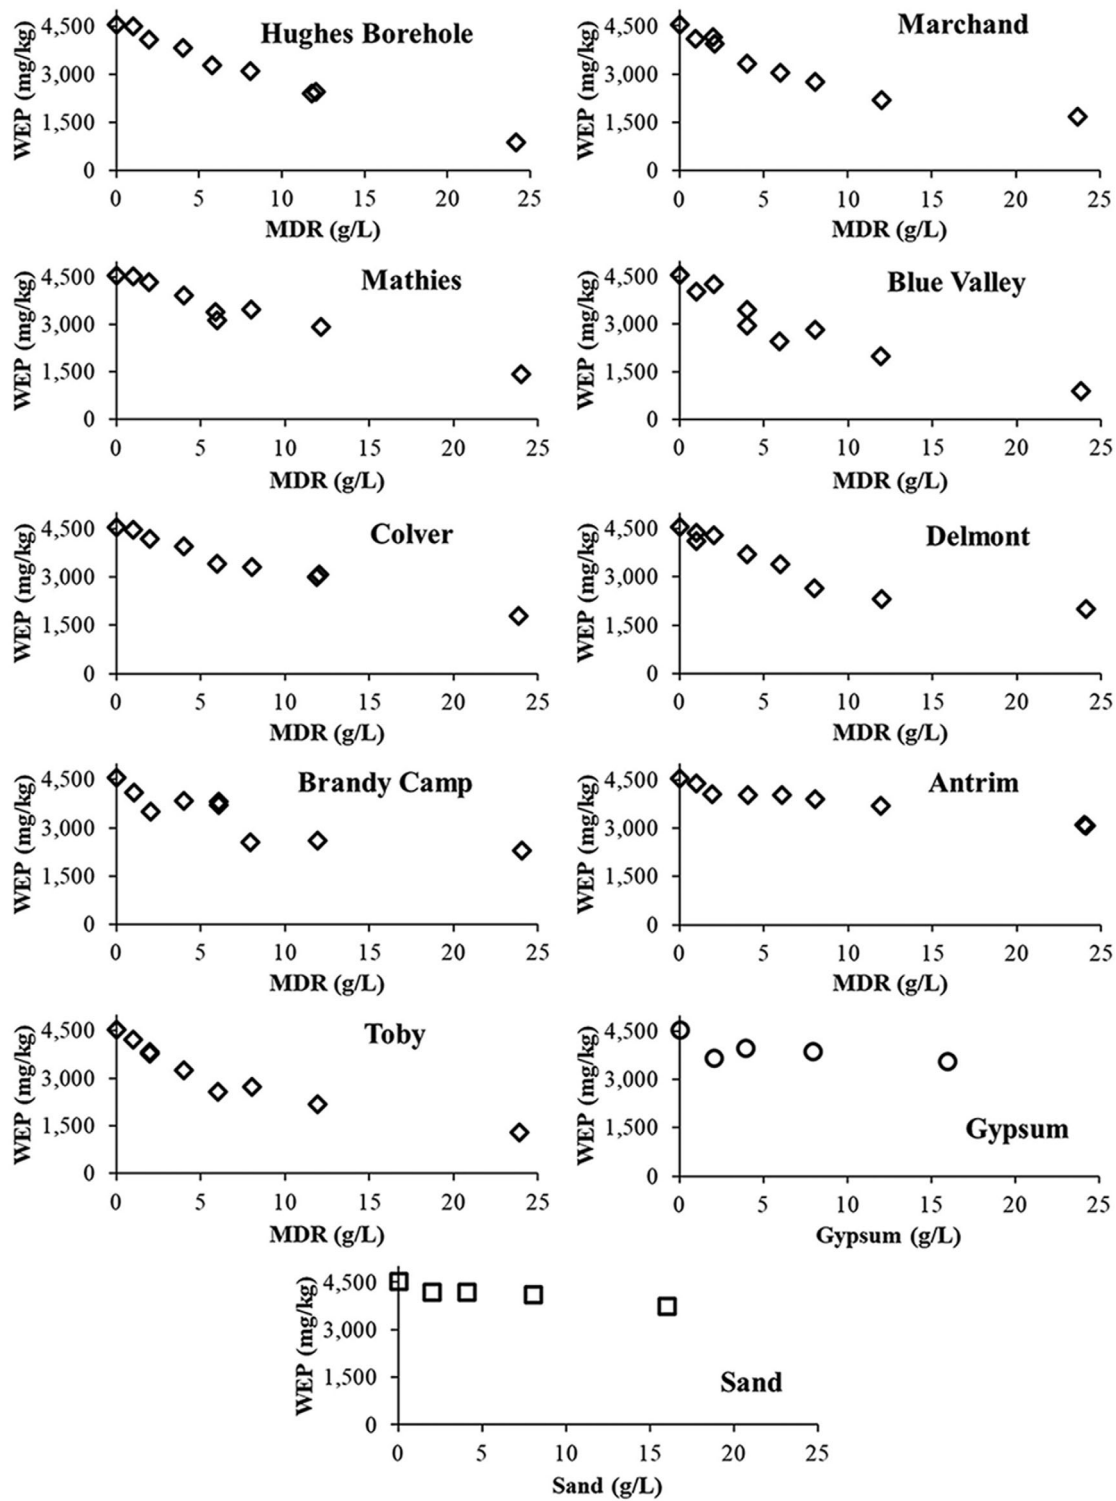 Hughes Borehole
WEP (mg/kg)
4,500
3,000
1,500
0
0 5 10 15 20 25
MDR (g/L)
Marchand
WEP (mg/kg)
4,500
3,000
1,500
0
0 5 10 15 20 25
MDR (g/L)
Mathies
WEP (mg/kg)
4,500
3,000
1,500
0
0 5 10 15 20 25
MDR (g/L)
Blue Valley
WEP (mg/kg)
4,500
3,000
1,500
0
0 5 10 15 20 25
MDR (g/L)
Colver
WEP (mg/kg)
4,500
3,000
1,500
0
0 5 10 15 20 25
MDR (g/L)
Delmont
WEP (mg/kg)
4,500
3,000
1,500
0
0 5 10 15 20 25
MDR (g/L)
Brandy Camp
WEP (mg/kg)
4,500
3,000
1,500
0
0 5 10 15 20 25
MDR (g/L)
Antrim
WEP (mg/kg)
4,500
3,000
1,500
0
0 5 10 15 20 25
MDR (g/L)
Toby
WEP (mg/kg)
4,500
3,000
1,500
0
0 5 10 15 20 25
MDR (g/L)
Gypsum
WEP (mg/kg)
4,500
3,000
1,500
0
0 5 10 15 20 25
Gypsum (g/L)
Sand
WEP (mg/kg)
4,500
3,000
1,500
0
0 5 10 15 20 25
Sand (g/L)